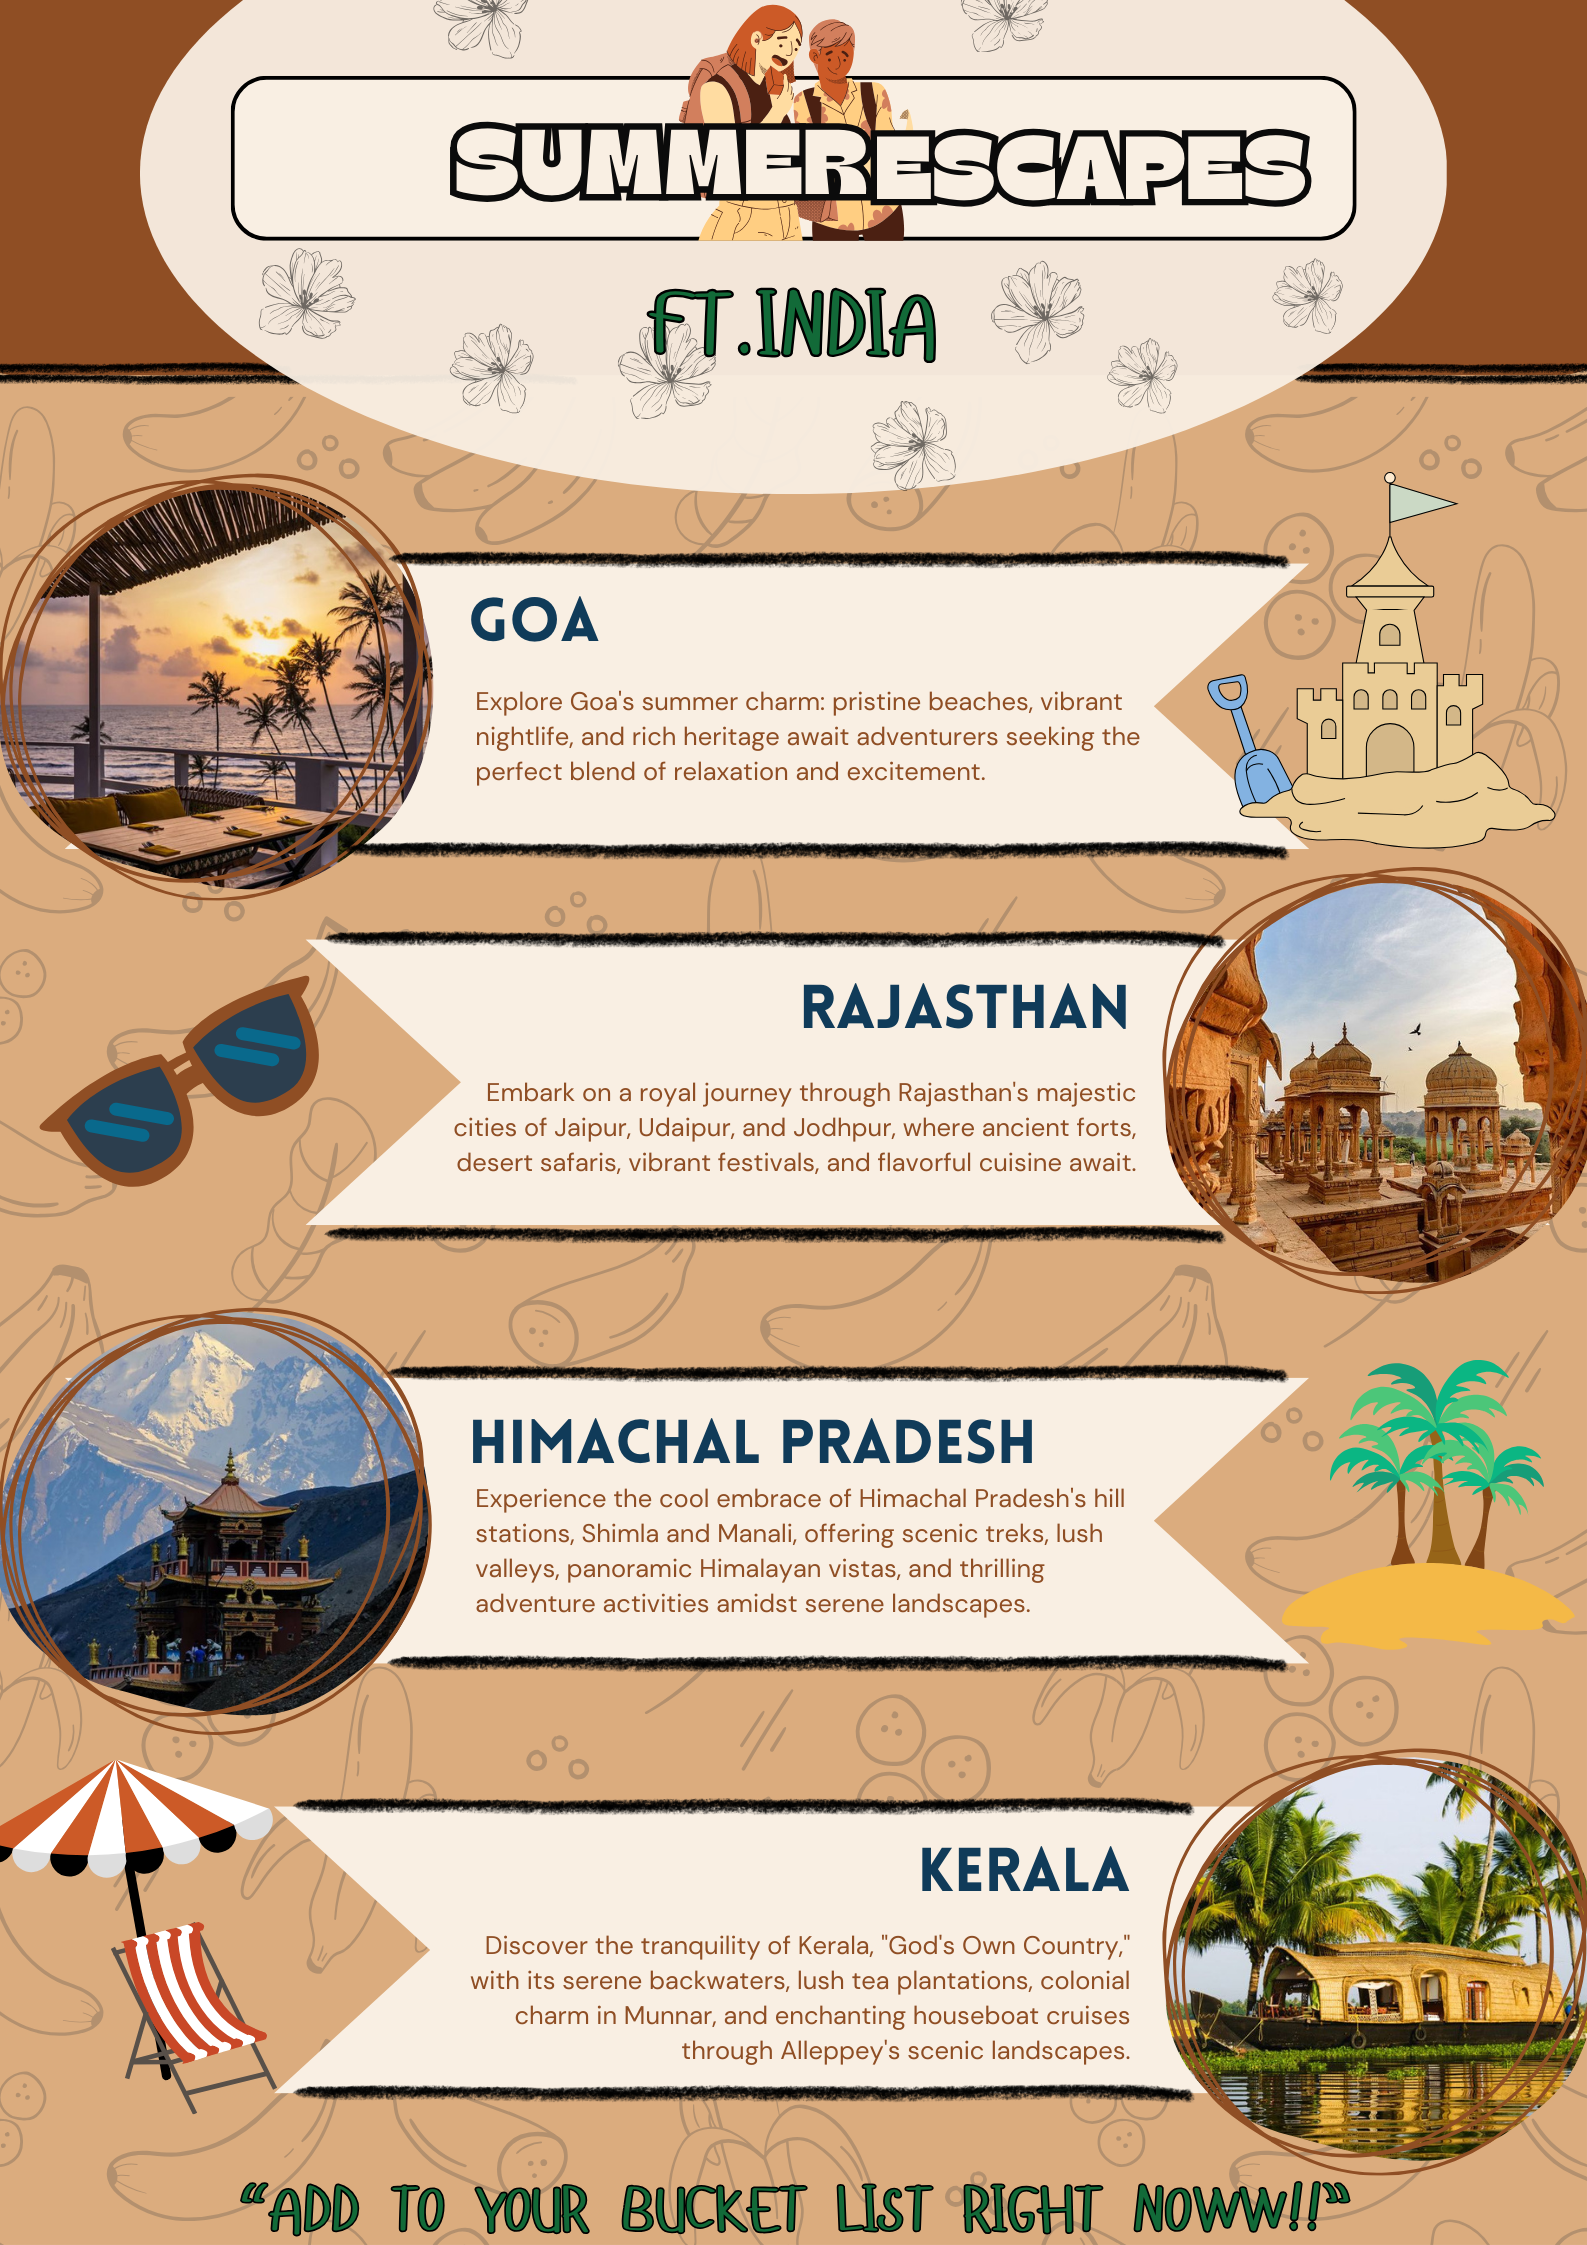 SUMMER ESCAPES
FT.INDIA
GOA
Explore Goa's summer charm: pristine beaches, vibrant
nightlife, and rich heritage await adventurers seeking the
perfect blend of relaxation and excitement.
RAJASTHAN
Embark on a royal journey through Rajasthan's majestic
cities of Jaipur, Udaipur, and Jodhpur, where ancient forts,
desert safaris, vibrant festivals, and flavorful cuisine await.
HIMACHAL PRADESH
Experience the cool embrace of Himachal Pradesh's hill
stations, Shimla and Manali, offering scenic treks, lush
valleys, panoramic Himalayan vistas, and thrilling
adventure activities amidst serene landscapes.
KERALA
Discover the tranquility of Kerala, "God's Own Country,"
with its serene backwaters, lush tea plantations, colonial
charm in Munnar, and enchanting houseboat cruises
through Alleppey's scenic landscapes.
“ADD TO YOUR BUCKET LIST RIGHT NOWW!!”